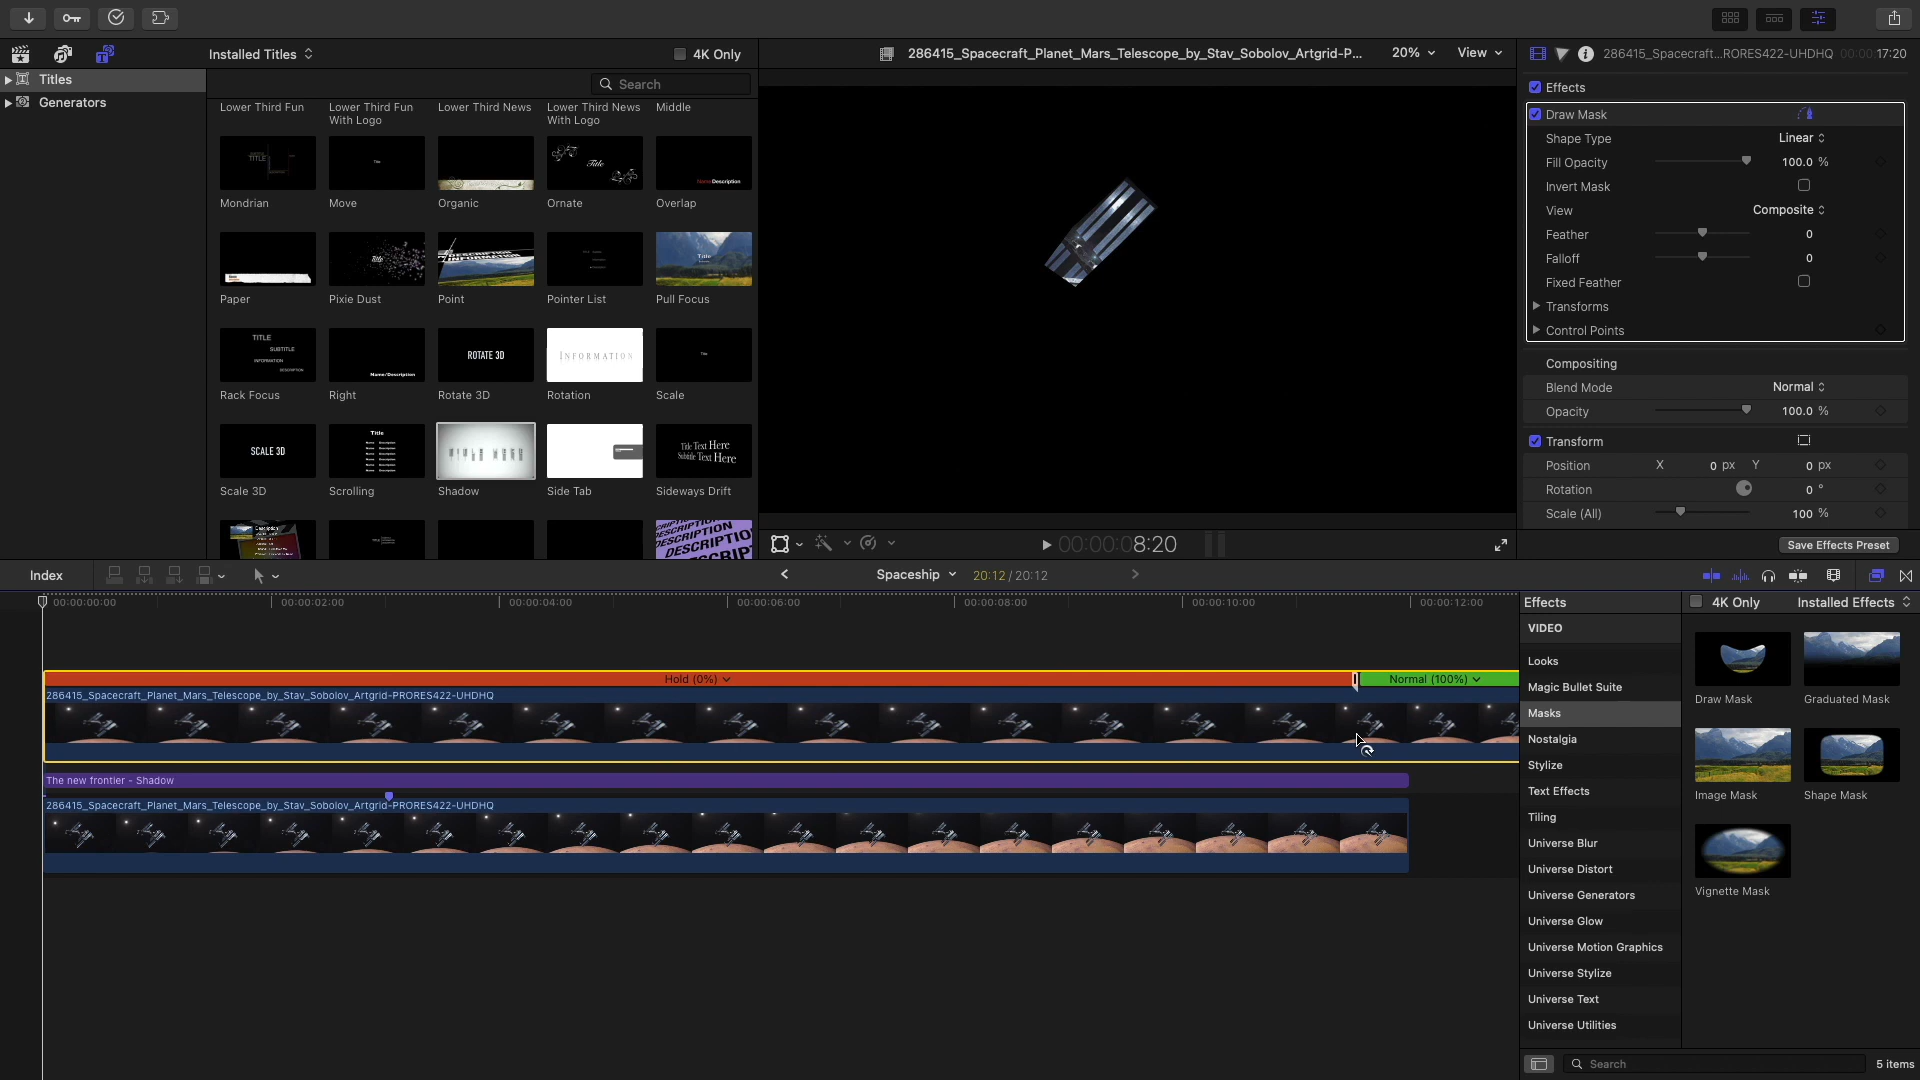 Installed Titles
4K Only
286415_Spacecraft_Planet_Mars_Telescope_by_Stav_Sobolov_Artgrid-P...
20%
View
286415_Spacecraft...RORES422-UHDHQ
00:00:17:20
Titles
Generators
Search
Lower Third Fun
Lower Third Fun With Logo
Lower Third News
Lower Third News With Logo
Middle
Mondrian
Move
Organic
Ornate
Overlap
Paper
Pixie Dust
Point
Pointer List
Pull Focus
Rack Focus
Right
Rotate 3D
Rotation
Scale
Scale 3D
Scrolling
Shadow
Side Tab
Sideways Drift
TITLE
SUBTITLE
INFORMATION
DESCRIPTION
Name/Description
ROTATE 3D
INFORMATION
SCALE 3D
Title
Title Text Here
Subtitle Text Here
DESCRIPTION
Effects
Draw Mask
Shape Type
Linear
Fill Opacity
100.0 %
Invert Mask
View
Composite
Feather
0
Falloff
0
Fixed Feather
Transforms
Control Points
Compositing
Blend Mode
Normal
Opacity
100.0 %
Transform
Position
X
0 px
Y
0 px
Rotation
0 °
Scale (All)
100 %
Save Effects Preset
00:00:08:20
Index
Spaceship
20:12 / 20:12
00:00:00:00
00:00:02:00
00:00:04:00
00:00:06:00
00:00:08:00
00:00:10:00
00:00:12:00
Hold (0%)
Normal (100%)
286415_Spacecraft_Planet_Mars_Telescope_by_Stav_Sobolov_Artgrid-PRORES422-UHDHQ
The new frontier - Shadow
286415_Spacecraft_Planet_Mars_Telescope_by_Stav_Sobolov_Artgrid-PRORES422-UHDHQ
Effects
4K Only
Installed Effects
VIDEO
Looks
Magic Bullet Suite
Masks
Nostalgia
Stylize
Text Effects
Tiling
Universe Blur
Universe Distort
Universe Generators
Universe Glow
Universe Motion Graphics
Universe Stylize
Universe Text
Universe Utilities
Draw Mask
Graduated Mask
Image Mask
Shape Mask
Vignette Mask
Search
5 items